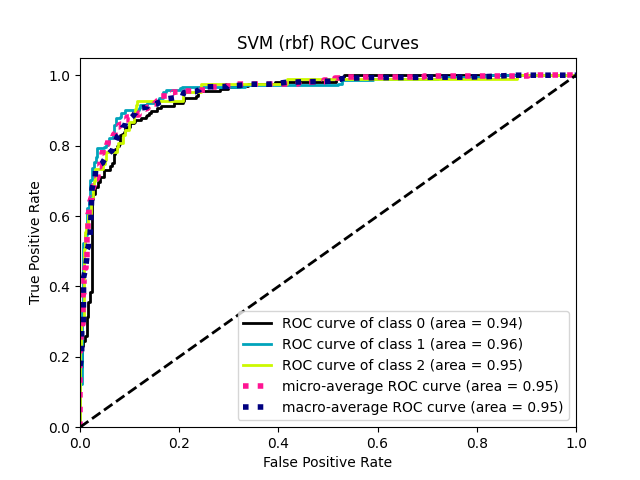 SVM (rbf) ROC Curves
True Positive Rate
1.0
0.8
0.6
0.4
0.2
0.0
ROC curve of class 0 (area = 0.94)
ROC curve of class 1 (area = 0.96)
ROC curve of class 2 (area = 0.95)
micro-average ROC curve (area = 0.95)
macro-average ROC curve (area = 0.95)
0.0 0.2 0.4 0.6 0.8 1.0
False Positive Rate